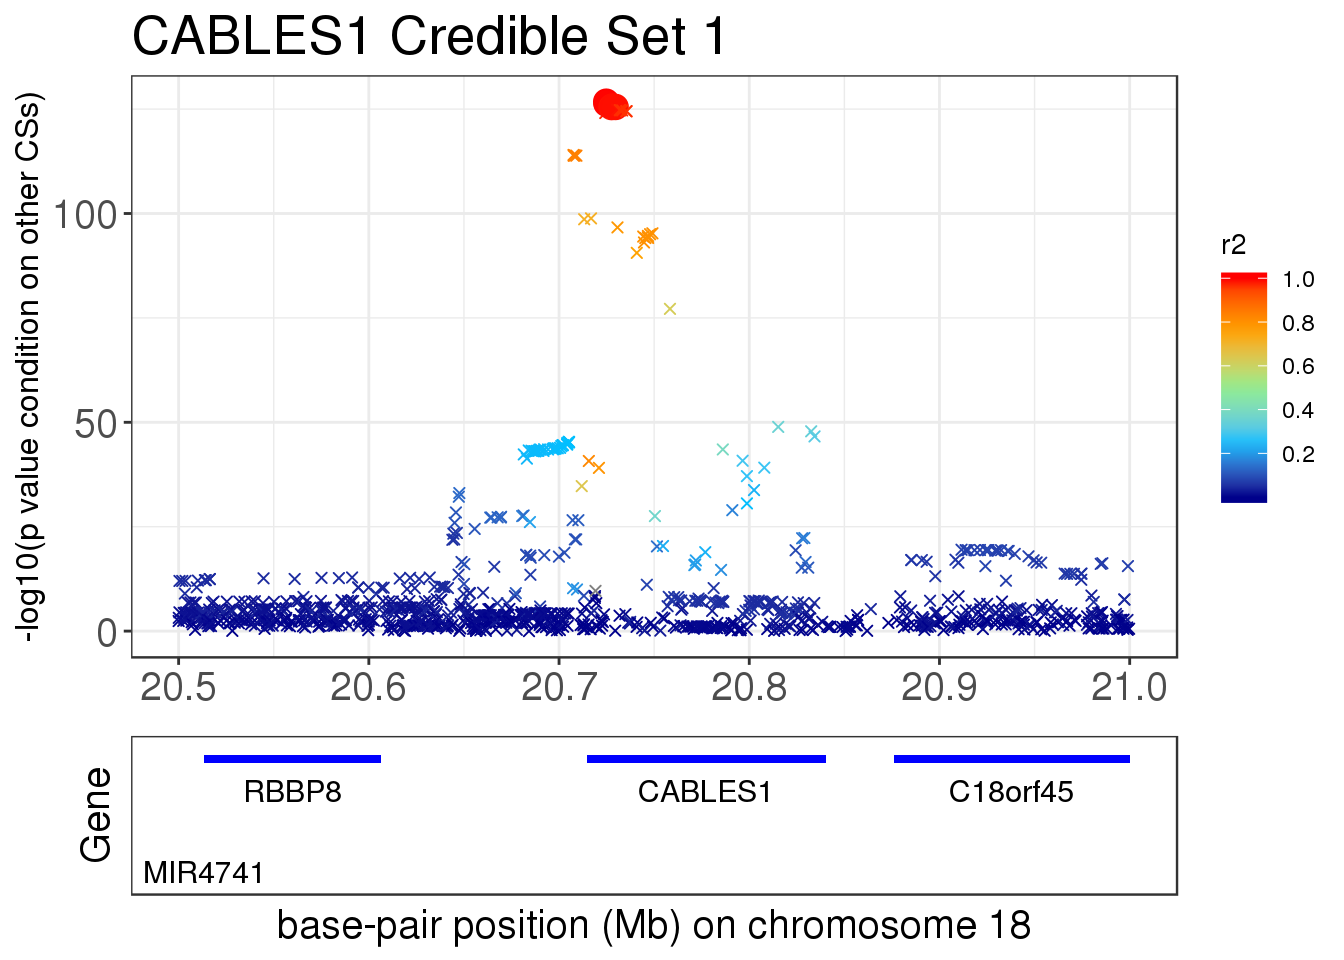 CABLES1 Credible Set 1
-log10(p value condition on other CSs)
100
50
0
20.5 20.6 20.7 20.8 20.9 21.0
r2
1.0
0.8
0.6
0.4
0.2
Gene
RBBP8 CABLES1 C18orf45
MIR4741
base-pair position (Mb) on chromosome 18